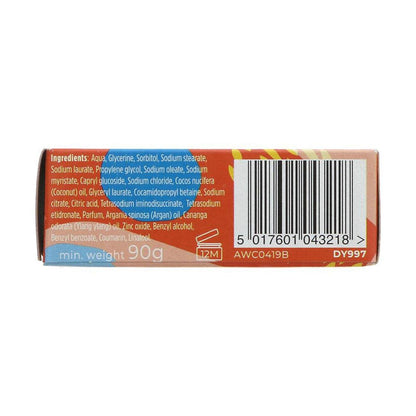 Ingredients: Aqua, Glycerine, Sorbitol, Sodium stearate,
Sodium laurate, Propylene glycol, Sodium oleate, Sodium
myristate, Capryl glucoside, Sodium chloride, Cocos nucifera
(Coconut) oil, Glyceryl laurate, Cocamidopropyl betaine, Sodium
citrate, Citric acid, Tetrasodium iminodisuccinate, Tetrasodium
etidronate, Parfum, Argania spinosa (Argan) oil, Cananga
odorata (Ylang ylang) oil, Zinc oxide, Benzyl alcohol,
Benzyl benzoate, Coumarin, Linalool
min. weight 90g
12M
5 017601 043218 >
AWC0419B
DY997